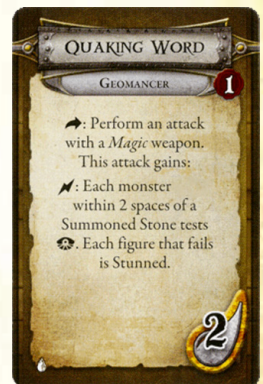 QUAKING WORD
GEOMANCER
1
: Perform an attack
with a Magic weapon.
This attack gains:
: Each monster
within 2 spaces of a
Summoned Stone tests
. Each figure that fails
is Stunned.
2